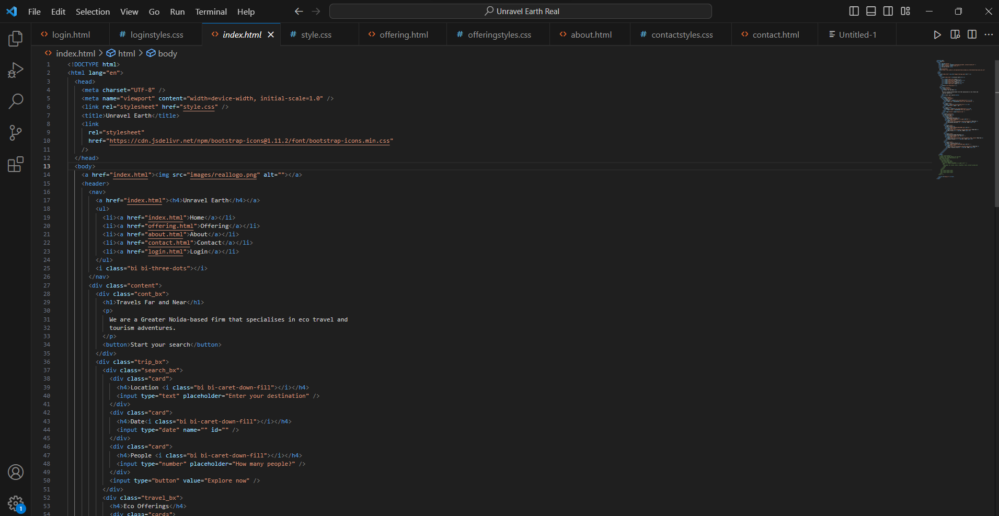 File Edit Selection View Go Run Terminal Help Unravel Earth Real
login.html loginstyles.css index.html style.css offering.html offeringstyles.css about.html contactstyles.css contact.html Untitled-1
index.html > html > body
1 <!DOCTYPE html>
2 <html lang="en">
3 <head>
4 <meta charset="UTF-8" />
5 <meta name="viewport" content="width=device-width, initial-scale=1.0" />
6 <link rel="stylesheet" href="style.css" />
7 <title>Unravel Earth</title>
8 <link
9 rel="stylesheet"
10 href="https://cdn.jsdelivr.net/npm/bootstrap-icons@1.11.2/font/bootstrap-icons.min.css"
11 />
12 </head>
13 <body>
14 <a href="index.html"><img src="images/reallogo.png" alt=""></a>
15 <header>
16 <nav>
17 <a href="index.html"><h4>Unravel Earth</h4></a>
18 <ul>
19 <li><a href="index.html">Home</a></li>
20 <li><a href="offering.html">Offering</a></li>
21 <li><a href="about.html">About</a></li>
22 <li><a href="contact.html">Contact</a></li>
23 <li><a href="login.html">Login</a></li>
24 </ul>
25 <i class="bi bi-three-dots"></i>
26 </nav>
27 <div class="content">
28 <div class="cont_bx">
29 <h1>Travels Far and Near</h1>
30 <p>
31 We are a Greater Noida-based firm that specialises in eco travel and
32 tourism adventures.
33 </p>
34 <button>Start your search</button>
35 </div>
36 <div class="trip_bx">
37 <div class="search_bx">
38 <div class="card">
39 <h4>Location <i class="bi bi-caret-down-fill"></i></h4>
40 <input type="text" placeholder="Enter your destination" />
41 </div>
42 <div class="card">
43 <h4>Date<i class="bi bi-caret-down-fill"></i></h4>
44 <input type="date" name="" id="" />
45 </div>
46 <div class="card">
47 <h4>People <i class="bi bi-caret-down-fill"></i></h4>
48 <input type="number" placeholder="How many people?" />
49 </div>
50 <input type="button" value="Explore now" />
51 </div>
52 <div class="travel_bx">
53 <h4>Eco Offerings</h4>
54 <div class="cards">
1